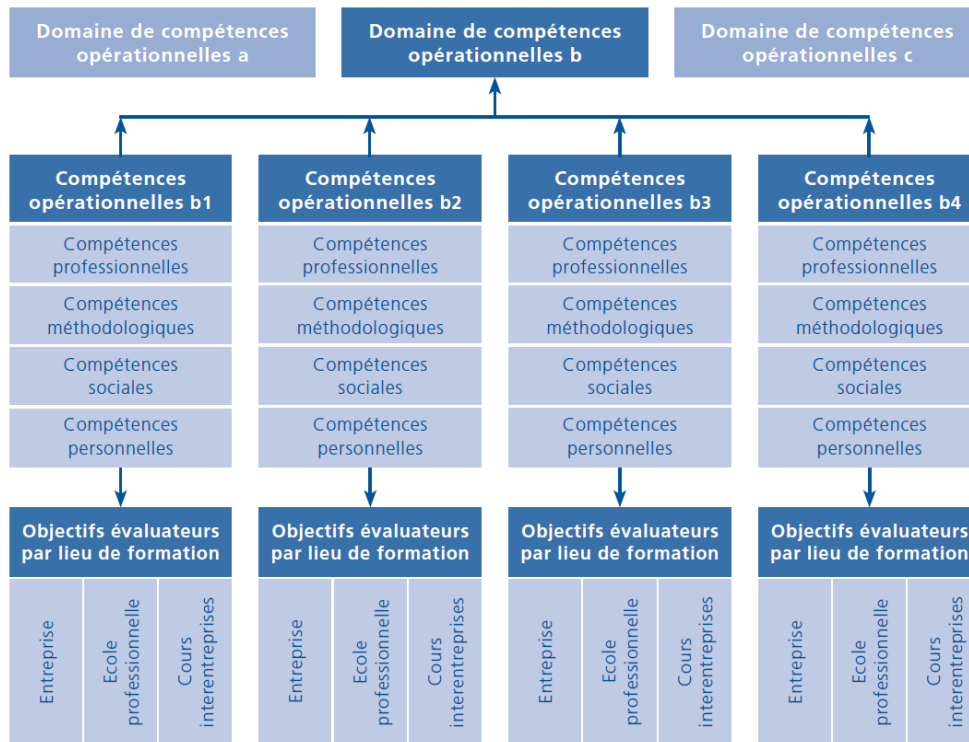 Domaine de compétences
opérationnelles a
Domaine de compétences
opérationnelles b
Domaine de compétences
opérationnelles c
Compétences
opérationnelles b1
Compétences
professionnelles
Compétences
méthodologiques
Compétences
sociales
Compétences
personnelles
Objectifs évaluateurs
par lieu de formation
Entreprise
Ecole
professionnelle
Cours
interentreprises
Compétences
opérationnelles b2
Compétences
professionnelles
Compétences
méthodologiques
Compétences
sociales
Compétences
personnelles
Objectifs évaluateurs
par lieu de formation
Entreprise
Ecole
professionnelle
Cours
interentreprises
Compétences
opérationnelles b3
Compétences
professionnelles
Compétences
méthodologiques
Compétences
sociales
Compétences
personnelles
Objectifs évaluateurs
par lieu de formation
Entreprise
Ecole
professionnelle
Cours
interentreprises
Compétences
opérationnelles b4
Compétences
professionnelles
Compétences
méthodologiques
Compétences
sociales
Compétences
personnelles
Objectifs évaluateurs
par lieu de formation
Entreprise
Ecole
professionnelle
Cours
interentreprises